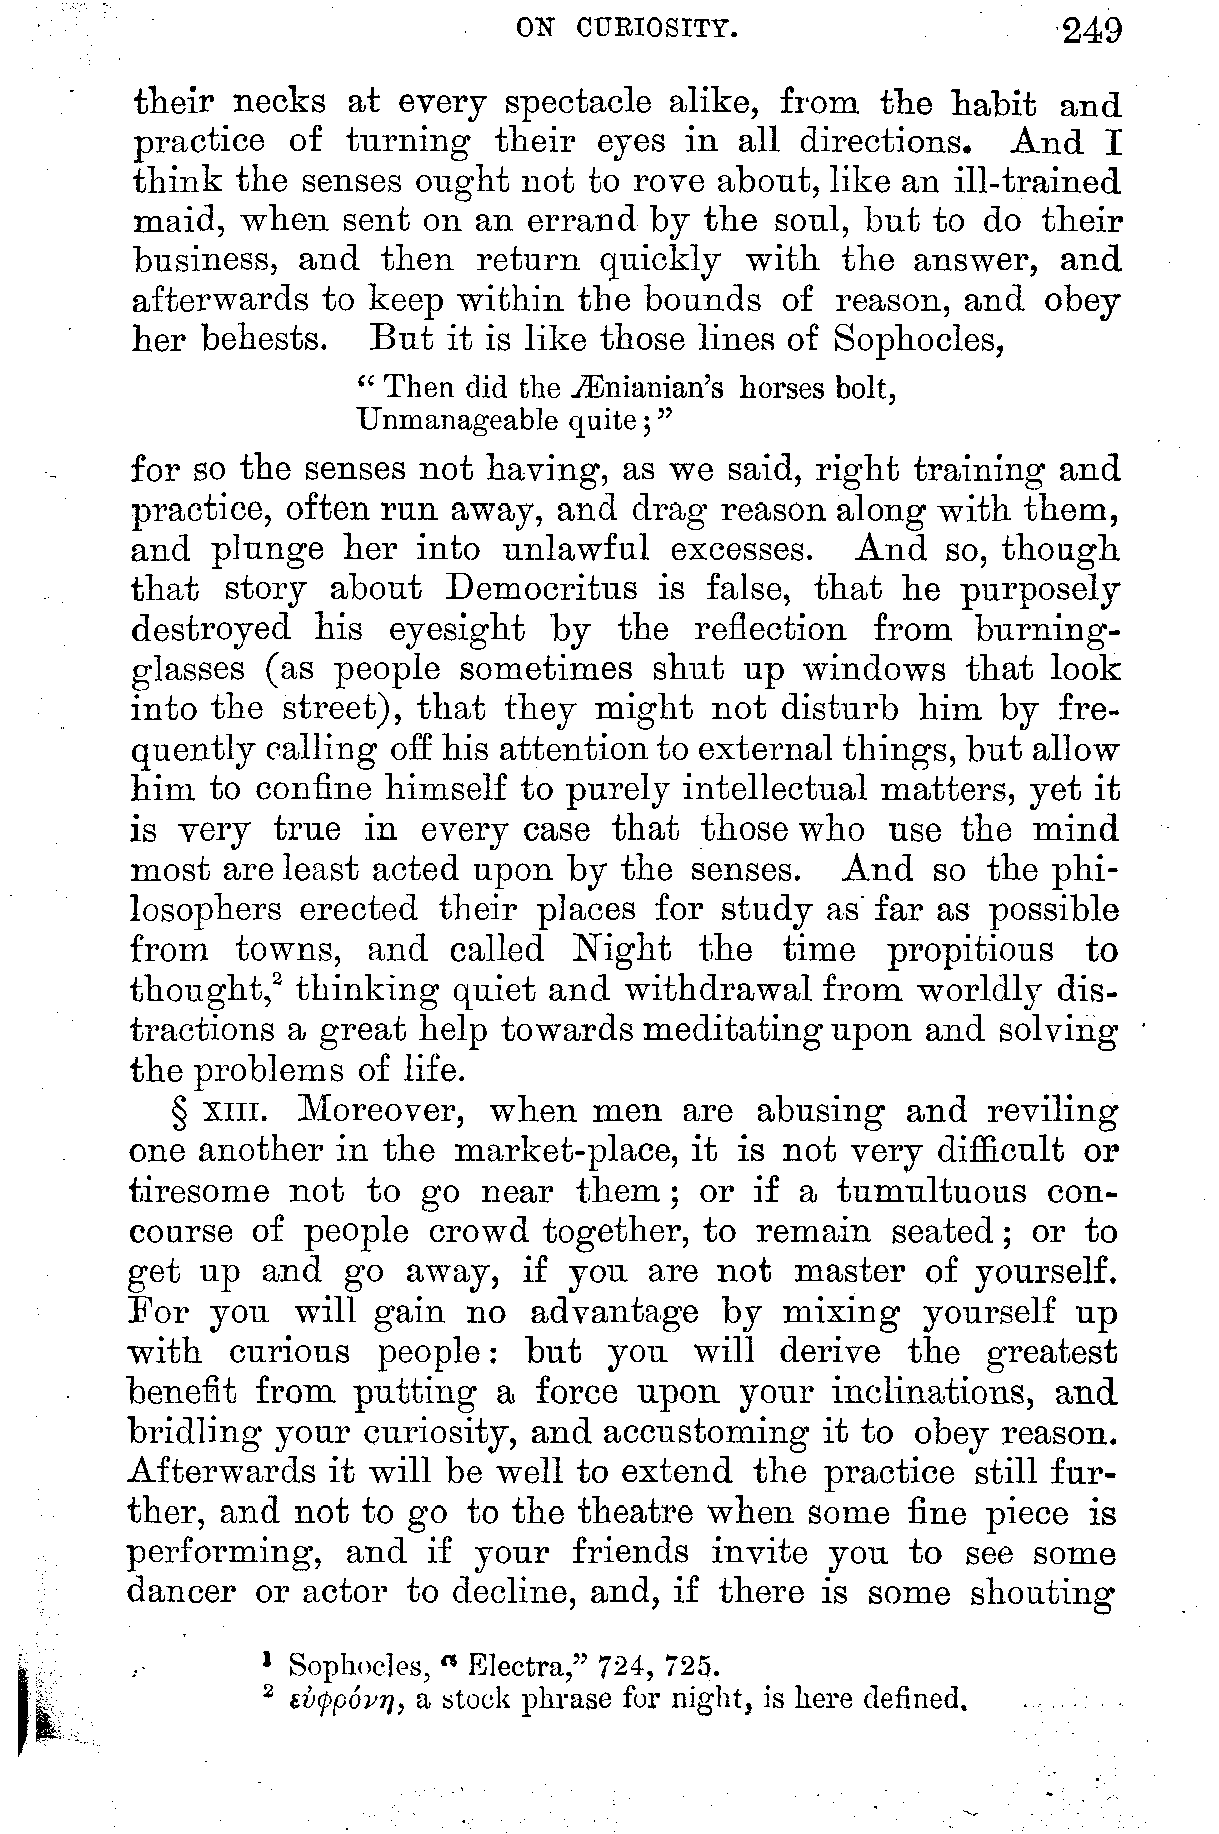 ON CURIOSITY. 249
their necks at every spectacle alike, from the habit and
practice of turning their eyes in all directions. And I
think the senses ought not to rove about, like an ill-trained
maid, when sent on an errand by the soul, but to do their
business, and then return quickly with the answer, and
afterwards to keep within the bounds of reason, and obey
her behests. But it is like those lines of Sophocles,
“Then did the Ænianian’s horses bolt,
Unmanageable quite;”
for so the senses not having, as we said, right training and
practice, often run away, and drag reason along with them,
and plunge her into unlawful excesses. And so, though
that story about Democritus is false, that he purposely
destroyed his eyesight by the reflection from burning-
glasses (as people sometimes shut up windows that look
into the street), that they might not disturb him by fre-
quently calling off his attention to external things, but allow
him to confine himself to purely intellectual matters, yet it
is very true in every case that those who use the mind
most are least acted upon by the senses. And so the phi-
losophers erected their places for study as far as possible
from towns, and called Night the time propitious to
thought,² thinking quiet and withdrawal from worldly dis-
tractions a great help towards meditating upon and solving
the problems of life.
§ XIII. Moreover, when men are abusing and reviling
one another in the market-place, it is not very difficult or
tiresome not to go near them; or if a tumultuous con-
course of people crowd together, to remain seated; or to
get up and go away, if you are not master of yourself.
For you will gain no advantage by mixing yourself up
with curious people: but you will derive the greatest
benefit from putting a force upon your inclinations, and
bridling your curiosity, and accustoming it to obey reason.
Afterwards it will be well to extend the practice still fur-
ther, and not to go to the theatre when some fine piece is
performing, and if your friends invite you to see some
dancer or actor to decline, and, if there is some shouting
¹ Sophocles, “Electra,” 724, 725.
² εὐφρόνη, a stock phrase for night, is here defined.